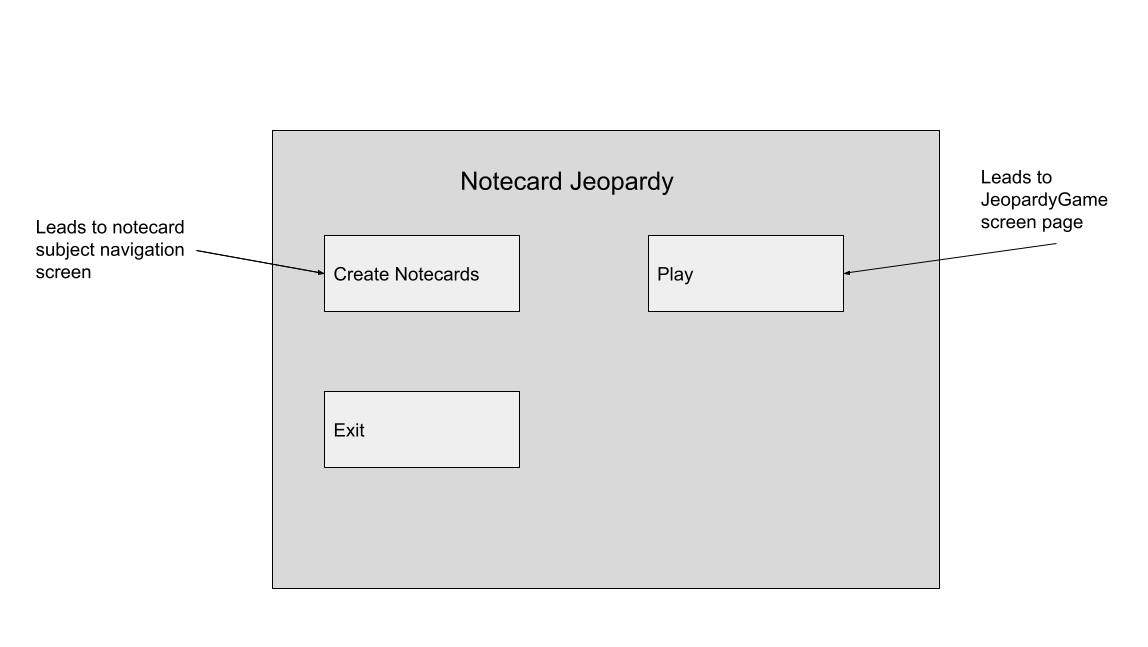 Notecard Jeopardy
Leads to
JeopardyGame
screen page
Leads to notecard
subject navigation
screen
Create Notecards
Play
Exit